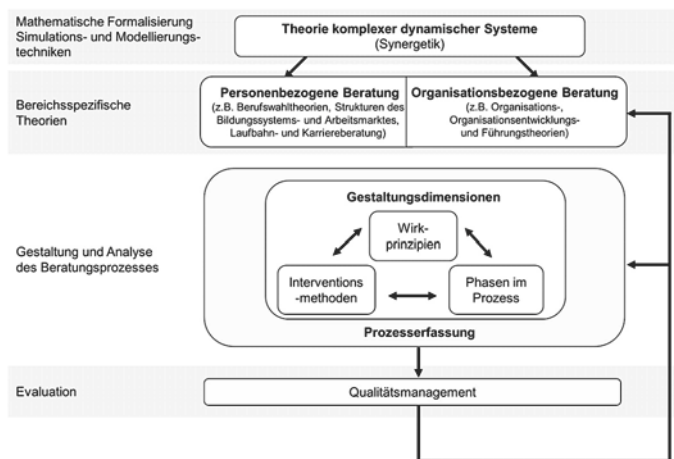 Mathematische Formalisierung
Simulations- und Modellierungs-
techniken
Theorie komplexer dynamischer Systeme
(Synergetik)
Bereichsspezifische
Theorien
Personenbezogene Beratung
(z.B. Berufswahltheorien, Strukturen des
Bildungssystems- und Arbeitsmarktes,
Laufbahn- und Karriereberatung)
Organisationsbezogene Beratung
(z.B. Organisations-,
Organisationsentwicklungs-
und Führungstheorien)
Gestaltung und Analyse
des Beratungsprozesses
Gestaltungsdimensionen
Wirk-
prinzipien
Interventions
-methoden
Phasen im
Prozess
Prozesserfassung
Evaluation
Qualitätsmanagement